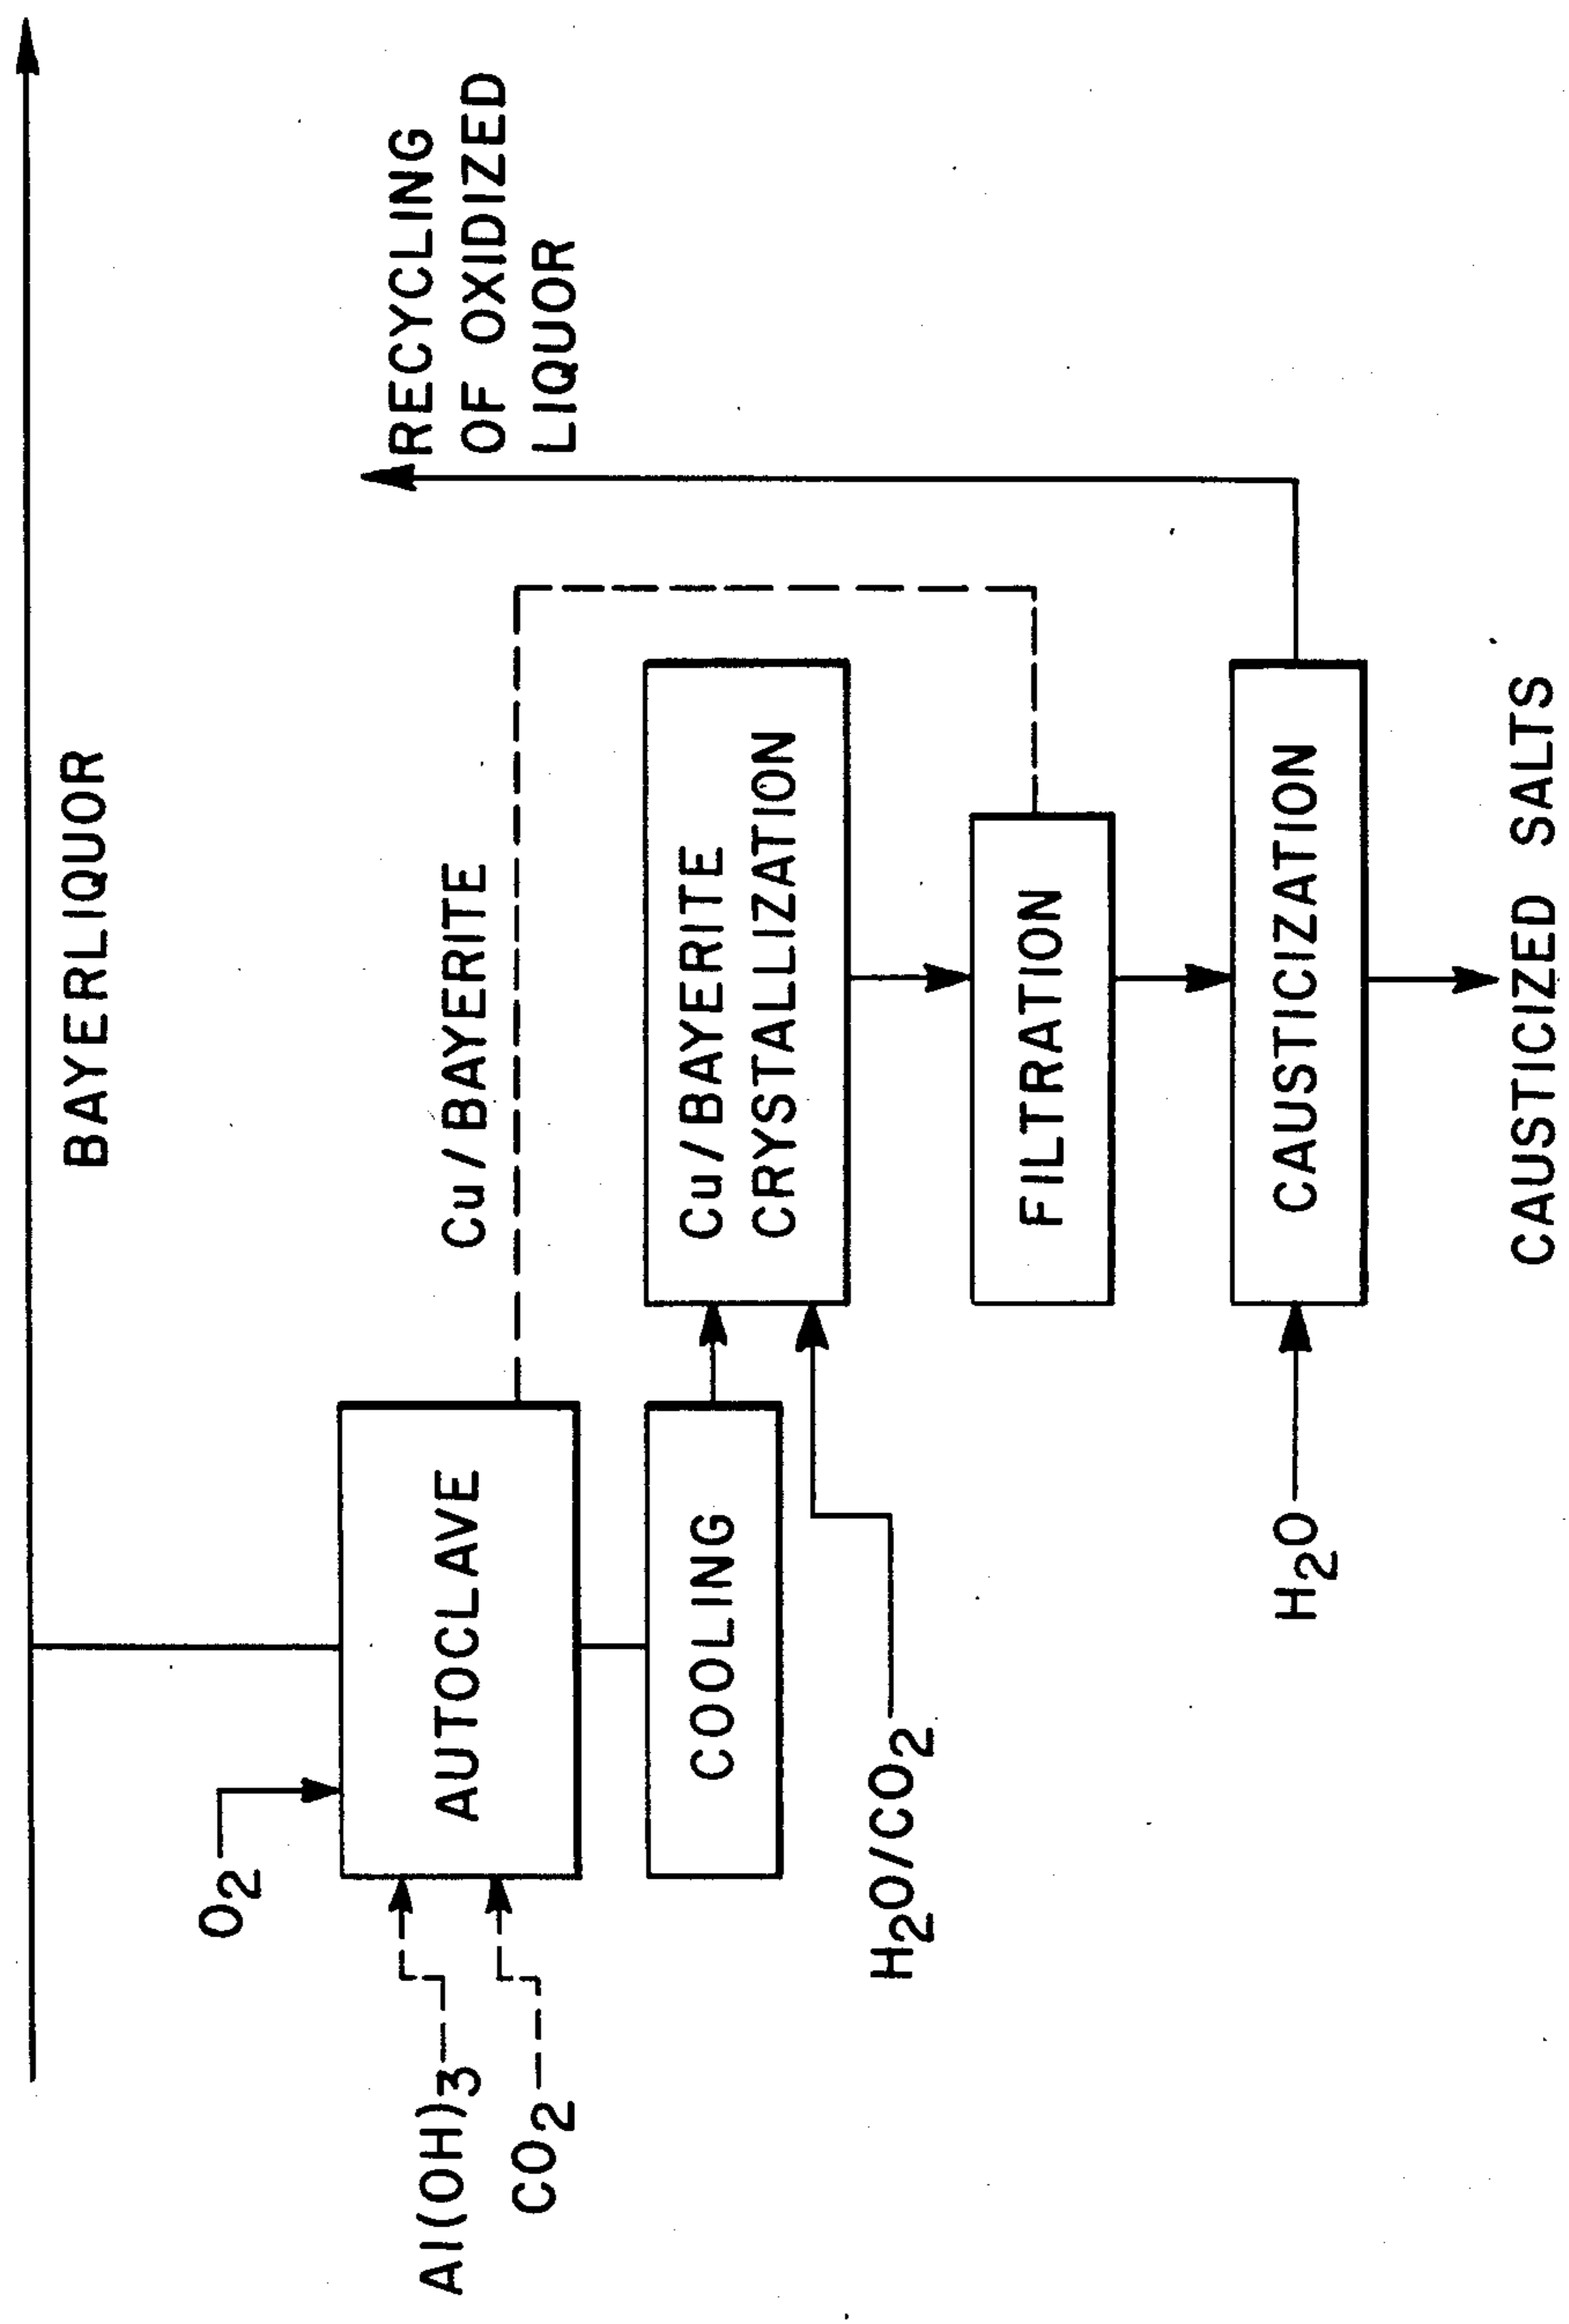 BAYERLIQUOR
RECYCLING
OF OXIDIZED
LIQUOR
O2
Al(OH)3
CO2
AUTOCLAVE
Cu/BAYERITE
COOLING
Cu/BAYERITE
CRYSTALLIZATION
H2O/CO2
FILTRATION
H2O
CAUSTICIZATION
CAUSTICIZED SALTS